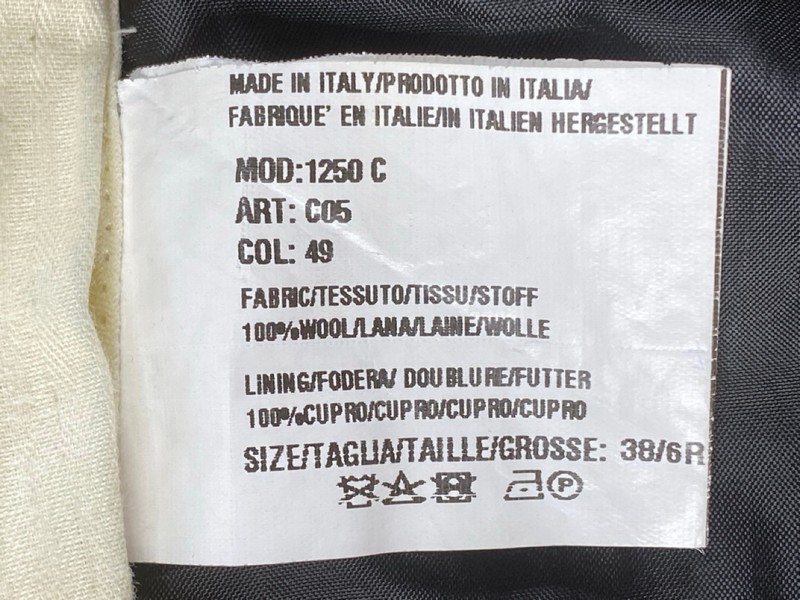 MADE IN ITALY/PRODOTTO IN ITALIA/
FABRIQUE' EN ITALIE/IN ITALIEN HERGESTELLT
MOD:1250 C
ART: C05
COL: 49
FABRIC/TESSUTO/TISSU/STOFF
100%WOOL/LANA/LAINE/WOLLE
LINING/FODERA/ DOUBLURE/FUTTER
100%CUPRO/CUPRO/CUPRO/CUPRO
SIZE/TAGLIA/TAILLE/GROSSE: 38/6R
P